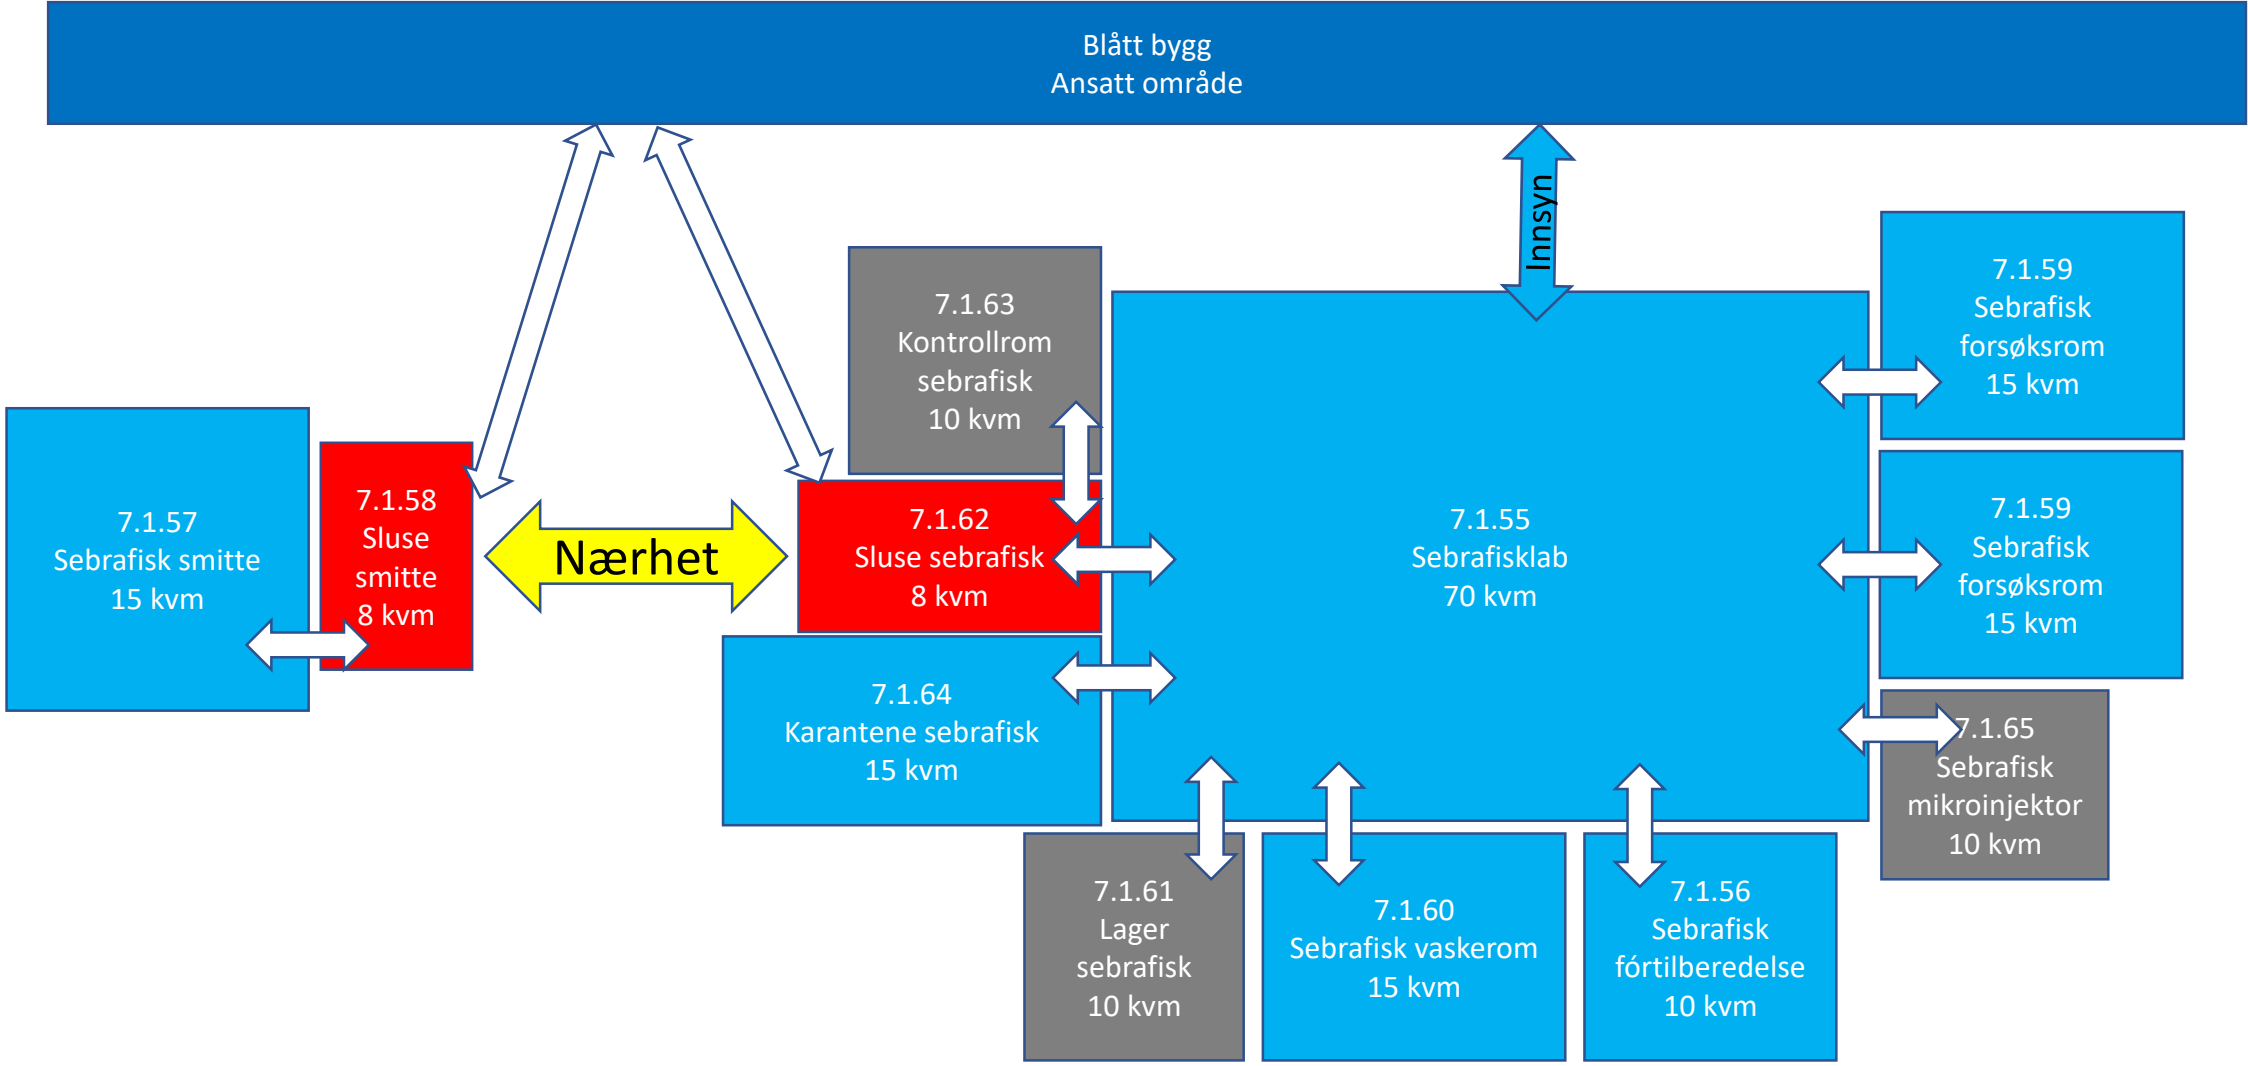 Blått bygg
Ansatt område
Innsyn
7.1.63
Kontrollrom
sebrafisk
10 kvm
7.1.59
Sebrafisk
forsøksrom
15 kvm
7.1.57
Sebrafisk smitte
15 kvm
7.1.58
Sluse
smitte
8 kvm
Nærhet
7.1.62
Sluse sebrafisk
8 kvm
7.1.55
Sebrafisklab
70 kvm
7.1.59
Sebrafisk
forsøksrom
15 kvm
7.1.64
Karantene sebrafisk
15 kvm
7.1.65
Sebrafisk
mikroinjektor
10 kvm
7.1.61
Lager
sebrafisk
10 kvm
7.1.60
Sebrafisk vaskerom
15 kvm
7.1.56
Sebrafisk
fórtilberedelse
10 kvm